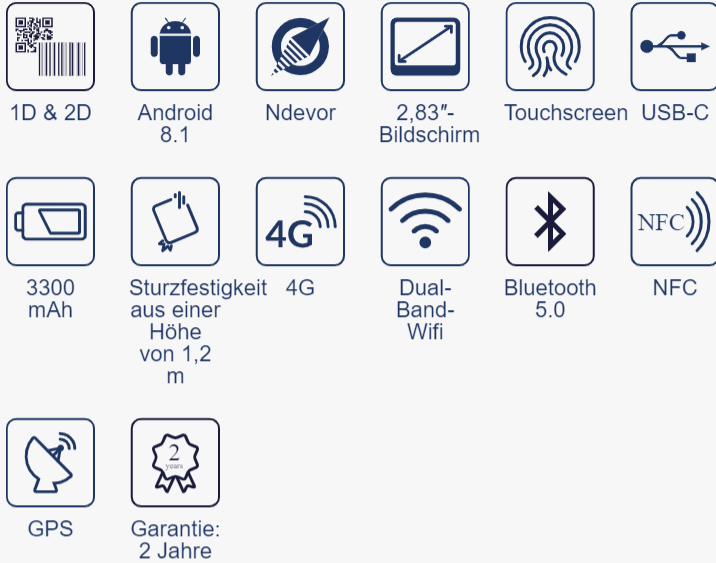 1D & 2D
Android
8.1
Ndevor
2,83″-
Bildschirm
Touchscreen
USB-C
4G
NFC
3300
mAh
Sturzfestigkeit
aus einer
Höhe
von 1,2
m
4G
Dual-
Band-
Wifi
Bluetooth
5.0
NFC
2
years
GPS
Garantie:
2 Jahre